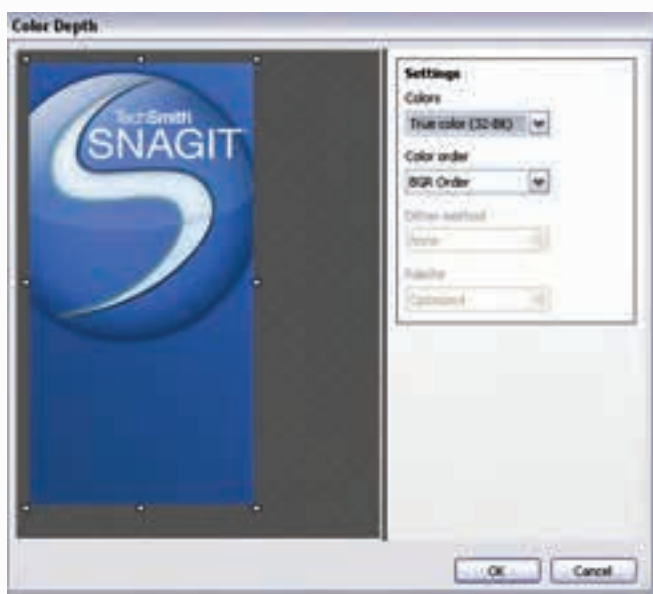 Color Depth
TechSmith
SNAGIT
Settings
Colors
True color (32-Bit)
Color order
BGR Order
Dither method
None
Palette
Optimized
OK
Cancel